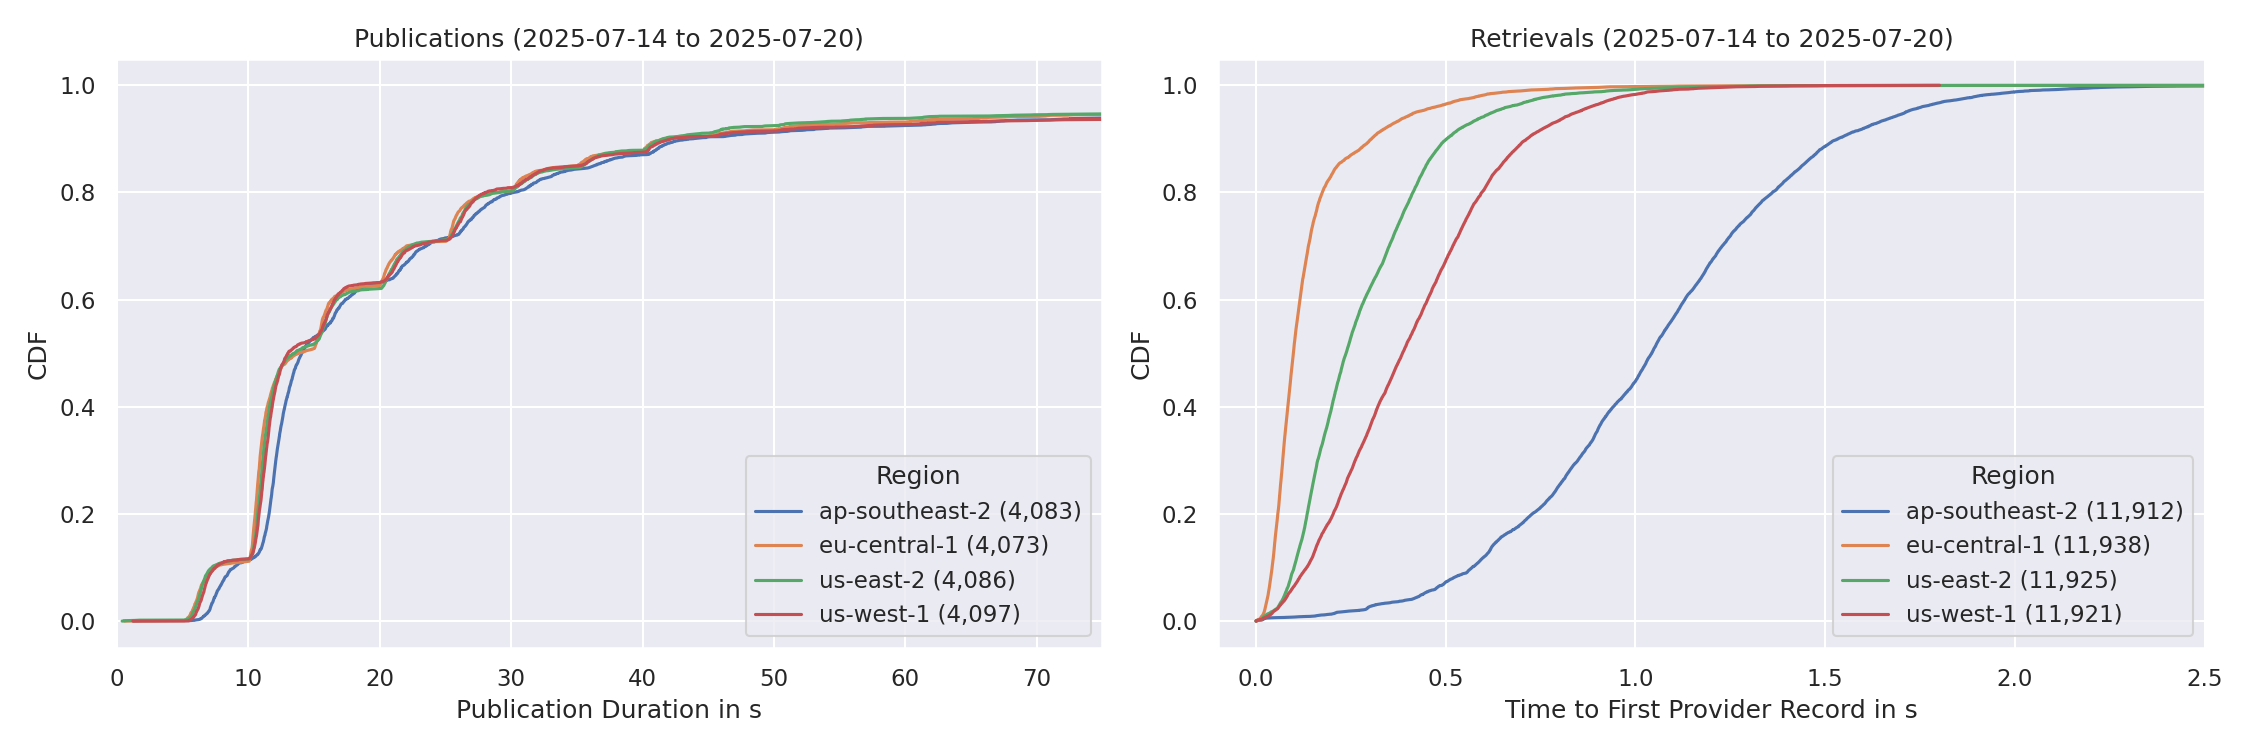 Publications (2025-07-14 to 2025-07-20)
1.0
0.8
0.6
0.4
0.2
0.0
CDF
0 10 20 30 40 50 60 70
Publication Duration in s
Region
ap-southeast-2 (4,083)
eu-central-1 (4,073)
us-east-2 (4,086)
us-west-1 (4,097)
Retrievals (2025-07-14 to 2025-07-20)
1.0
0.8
0.6
0.4
0.2
0.0
CDF
0.0 0.5 1.0 1.5 2.0 2.5
Time to First Provider Record in s
Region
ap-southeast-2 (11,912)
eu-central-1 (11,938)
us-east-2 (11,925)
us-west-1 (11,921)